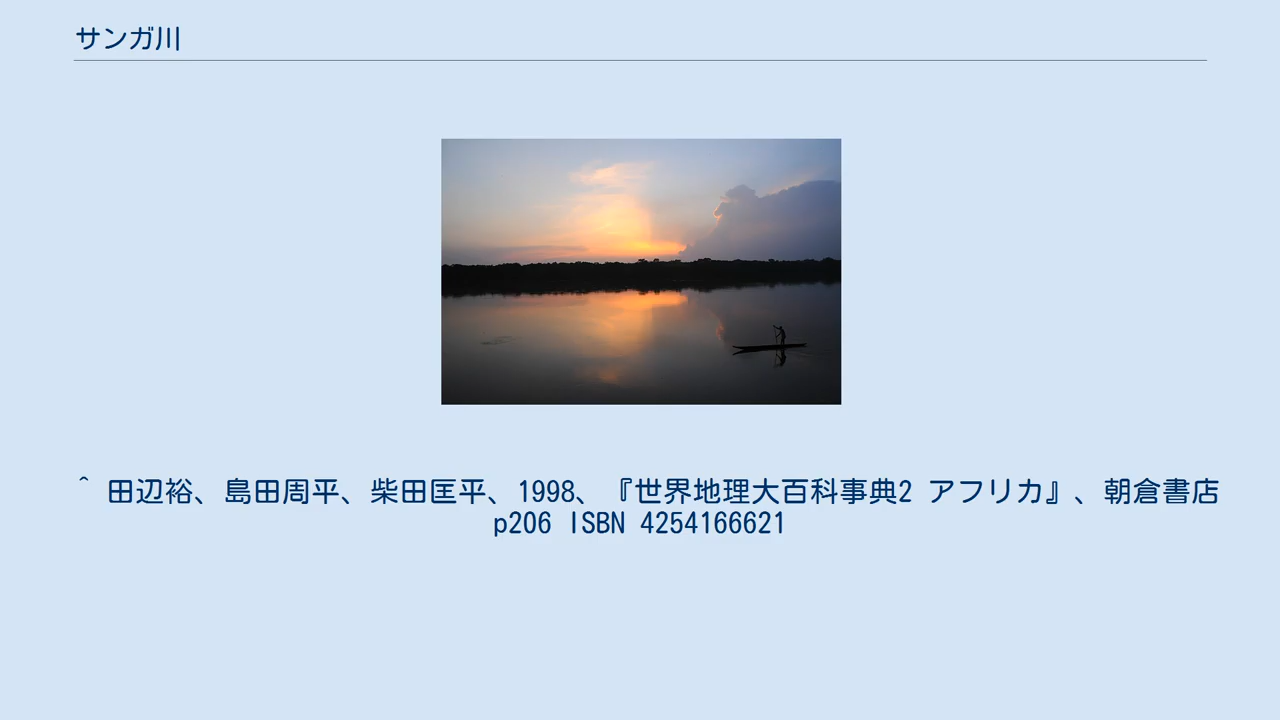 サンガ川
^ 田辺裕、島田周平、柴田匡平、1998、『世界地理大百科事典2 アフリカ』、朝倉書店
p206 ISBN 4254166621